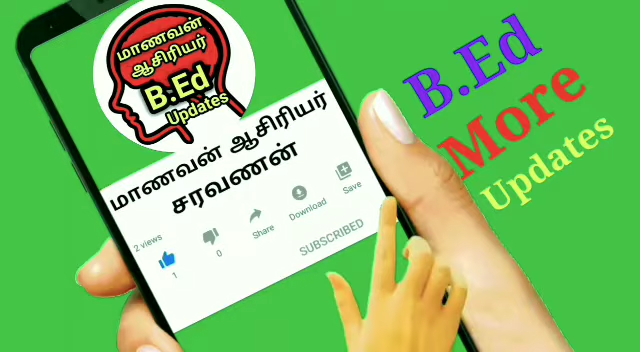 மாணவன்
ஆசிரியர்
B.Ed
Updates
மாணவன் ஆசிரியர்
சரவணன்
2 views
1
0
Share
Download
Save
SUBSCRIBED
B.Ed
More
Updates